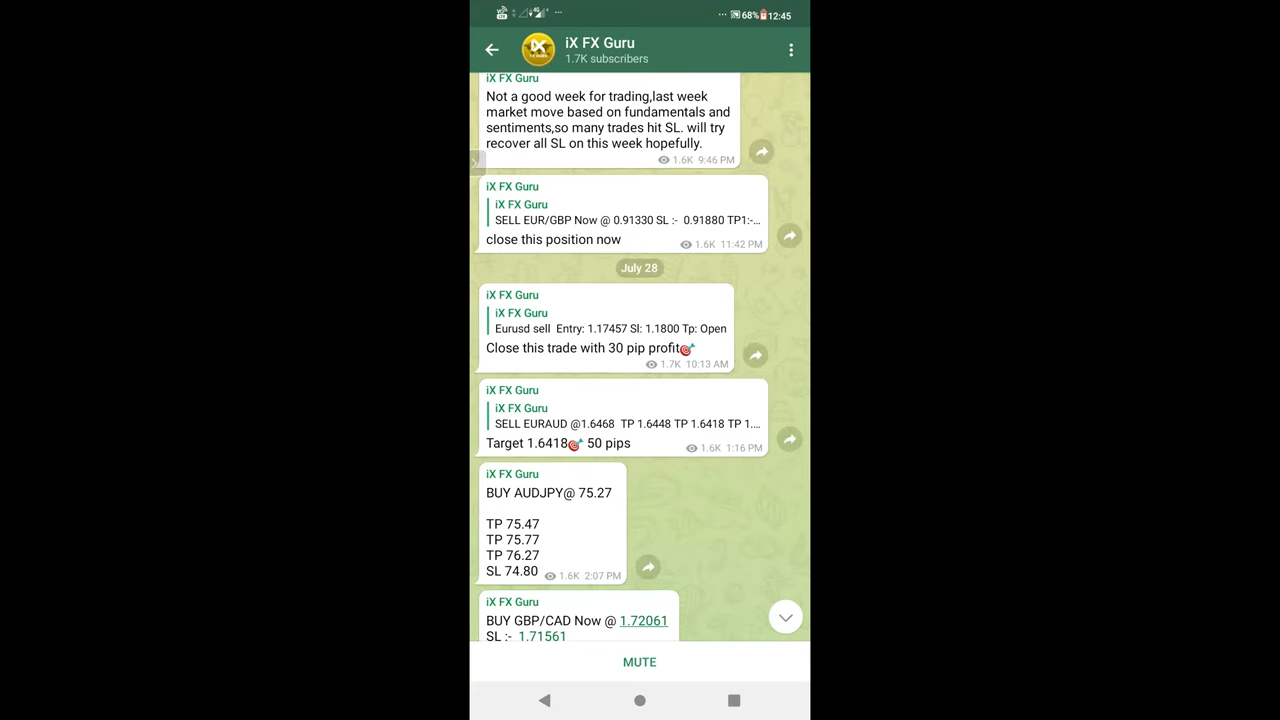 68% 12:45
iX FX Guru
1.7K subscribers
iX FX Guru
Not a good week for trading,last week
market move based on fundamentals and
sentiments,so many trades hit SL. will try
recover all SL on this week hopefully.
1.6K 9:46 PM
iX FX Guru
iX FX Guru
SELL EUR/GBP Now @ 0.91330 SL :- 0.91880 TP1:-...
close this position now
1.6K 11:42 PM
July 28
iX FX Guru
iX FX Guru
Eurusd sell Entry: 1.17457 Sl: 1.1800 Tp: Open
Close this trade with 30 pip profit🎯
1.7K 10:13 AM
iX FX Guru
iX FX Guru
SELL EURAUD @1.6468 TP 1.6448 TP 1.6418 TP 1....
Target 1.6418🎯 50 pips
1.6K 1:16 PM
iX FX Guru
BUY AUDJPY@ 75.27
TP 75.47
TP 75.77
TP 76.27
SL 74.80
1.6K 2:07 PM
iX FX Guru
BUY GBP/CAD Now @ 1.72061
SL :- 1.71561
MUTE